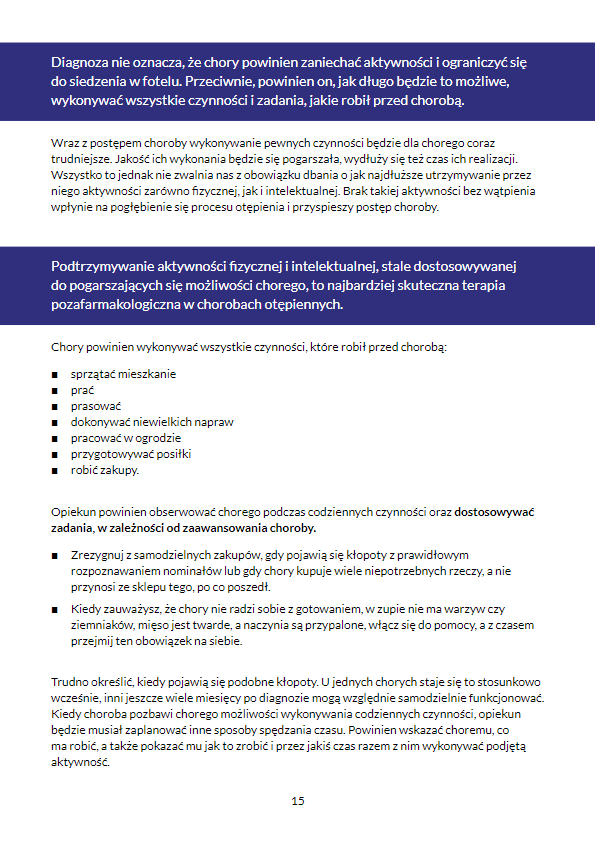 Diagnoza nie oznacza, że chory powinien zaniechać aktywności i ograniczyć się
do siedzenia w fotelu. Przeciwnie, powinien on, jak długo będzie to możliwe,
wykonywać wszystkie czynności i zadania, jakie robił przed chorobą.
Wraz z postępem choroby wykonywanie pewnych czynności będzie dla chorego coraz
trudniejsze. Jakość ich wykonania będzie się pogarszała, wydłuży się też czas ich realizacji.
Wszystko to jednak nie zwalnia nas z obowiązku dbania o jak najdłuższe utrzymywanie przez
niego aktywności zarówno fizycznej, jak i intelektualnej. Brak takiej aktywności bez wątpienia
wpłynie na pogłębienie się procesu otępienia i przyspieszy postęp choroby.
Podtrzymywanie aktywności fizycznej i intelektualnej, stale dostosowywanej
do pogarszających się możliwości chorego, to najbardziej skuteczna terapia
pozafarmakologiczna w chorobach otępiennych.
Chory powinien wykonywać wszystkie czynności, które robił przed chorobą:
■ sprzątać mieszkanie
■ prać
■ prasować
■ dokonywać niewielkich napraw
■ pracować w ogrodzie
■ przygotowywać posiłki
■ robić zakupy.
Opiekun powinien obserwować chorego podczas codziennych czynności oraz dostosowywać
zadania, w zależności od zaawansowania choroby.
■ Zrezygnuj z samodzielnych zakupów, gdy pojawią się kłopoty z prawidłowym
rozpoznawaniem nominałów lub gdy chory kupuje wiele niepotrzebnych rzeczy, a nie
przynosi ze sklepu tego, po co poszedł.
■ Kiedy zauważysz, że chory nie radzi sobie z gotowaniem, w zupie nie ma warzyw czy
ziemniaków, mięso jest twarde, a naczynia są przypalone, włącz się do pomocy, a z czasem
przejmij ten obowiązek na siebie.
Trudno określić, kiedy pojawią się podobne kłopoty. U jednych chorych staje się to stosunkowo
wcześnie, inni jeszcze wiele miesięcy po diagnozie mogą względnie samodzielnie funkcjonować.
Kiedy choroba pozbawi chorego możliwości wykonywania codziennych czynności, opiekun
będzie musiał zaplanować inne sposoby spędzania czasu. Powinien wskazać choremu, co
ma robić, a także pokazać mu jak to zrobić i przez jakiś czas razem z nim wykonywać podjętą
aktywność.
15